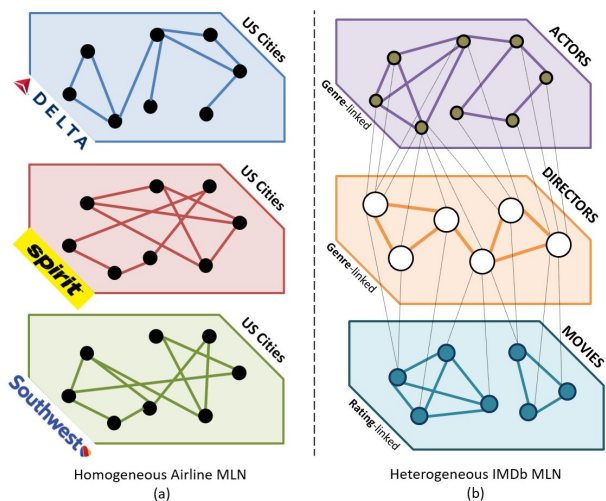 US Cities
DELTA
US Cities
spirit
US Cities
Southwest
Homogeneous Airline MLN
(a)
ACTORS
Genre-linked
DIRECTORS
Genre-linked
MOVIES
Rating-linked
Heterogeneous IMDb MLN
(b)